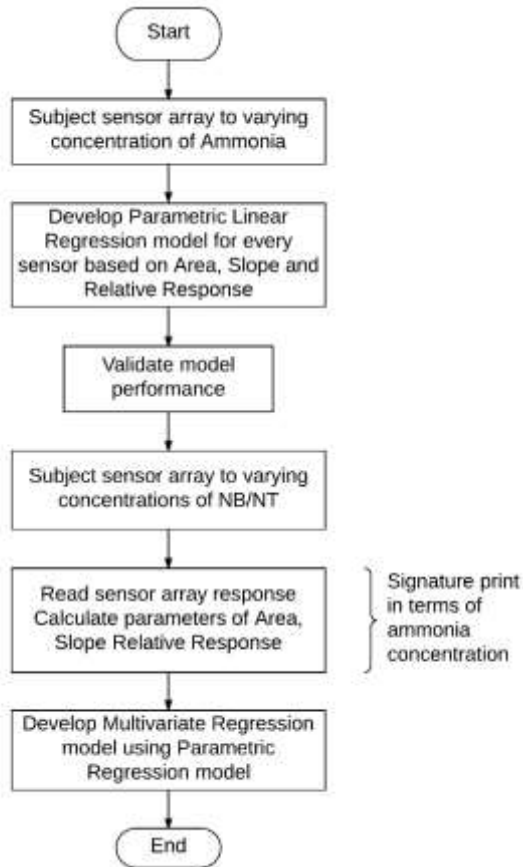 Start
Subject sensor array to varying
concentration of Ammonia
Develop Parametric Linear
Regression model for every
sensor based on Area, Slope and
Relative Response
Validate model
performance
Subject sensor array to varying
concentrations of NB/NT
Read sensor array response
Calculate parameters of Area,
Slope Relative Response
Signature print
in terms of
ammonia
concentration
Develop Multivariate Regression
model using Parametric
Regression model
End